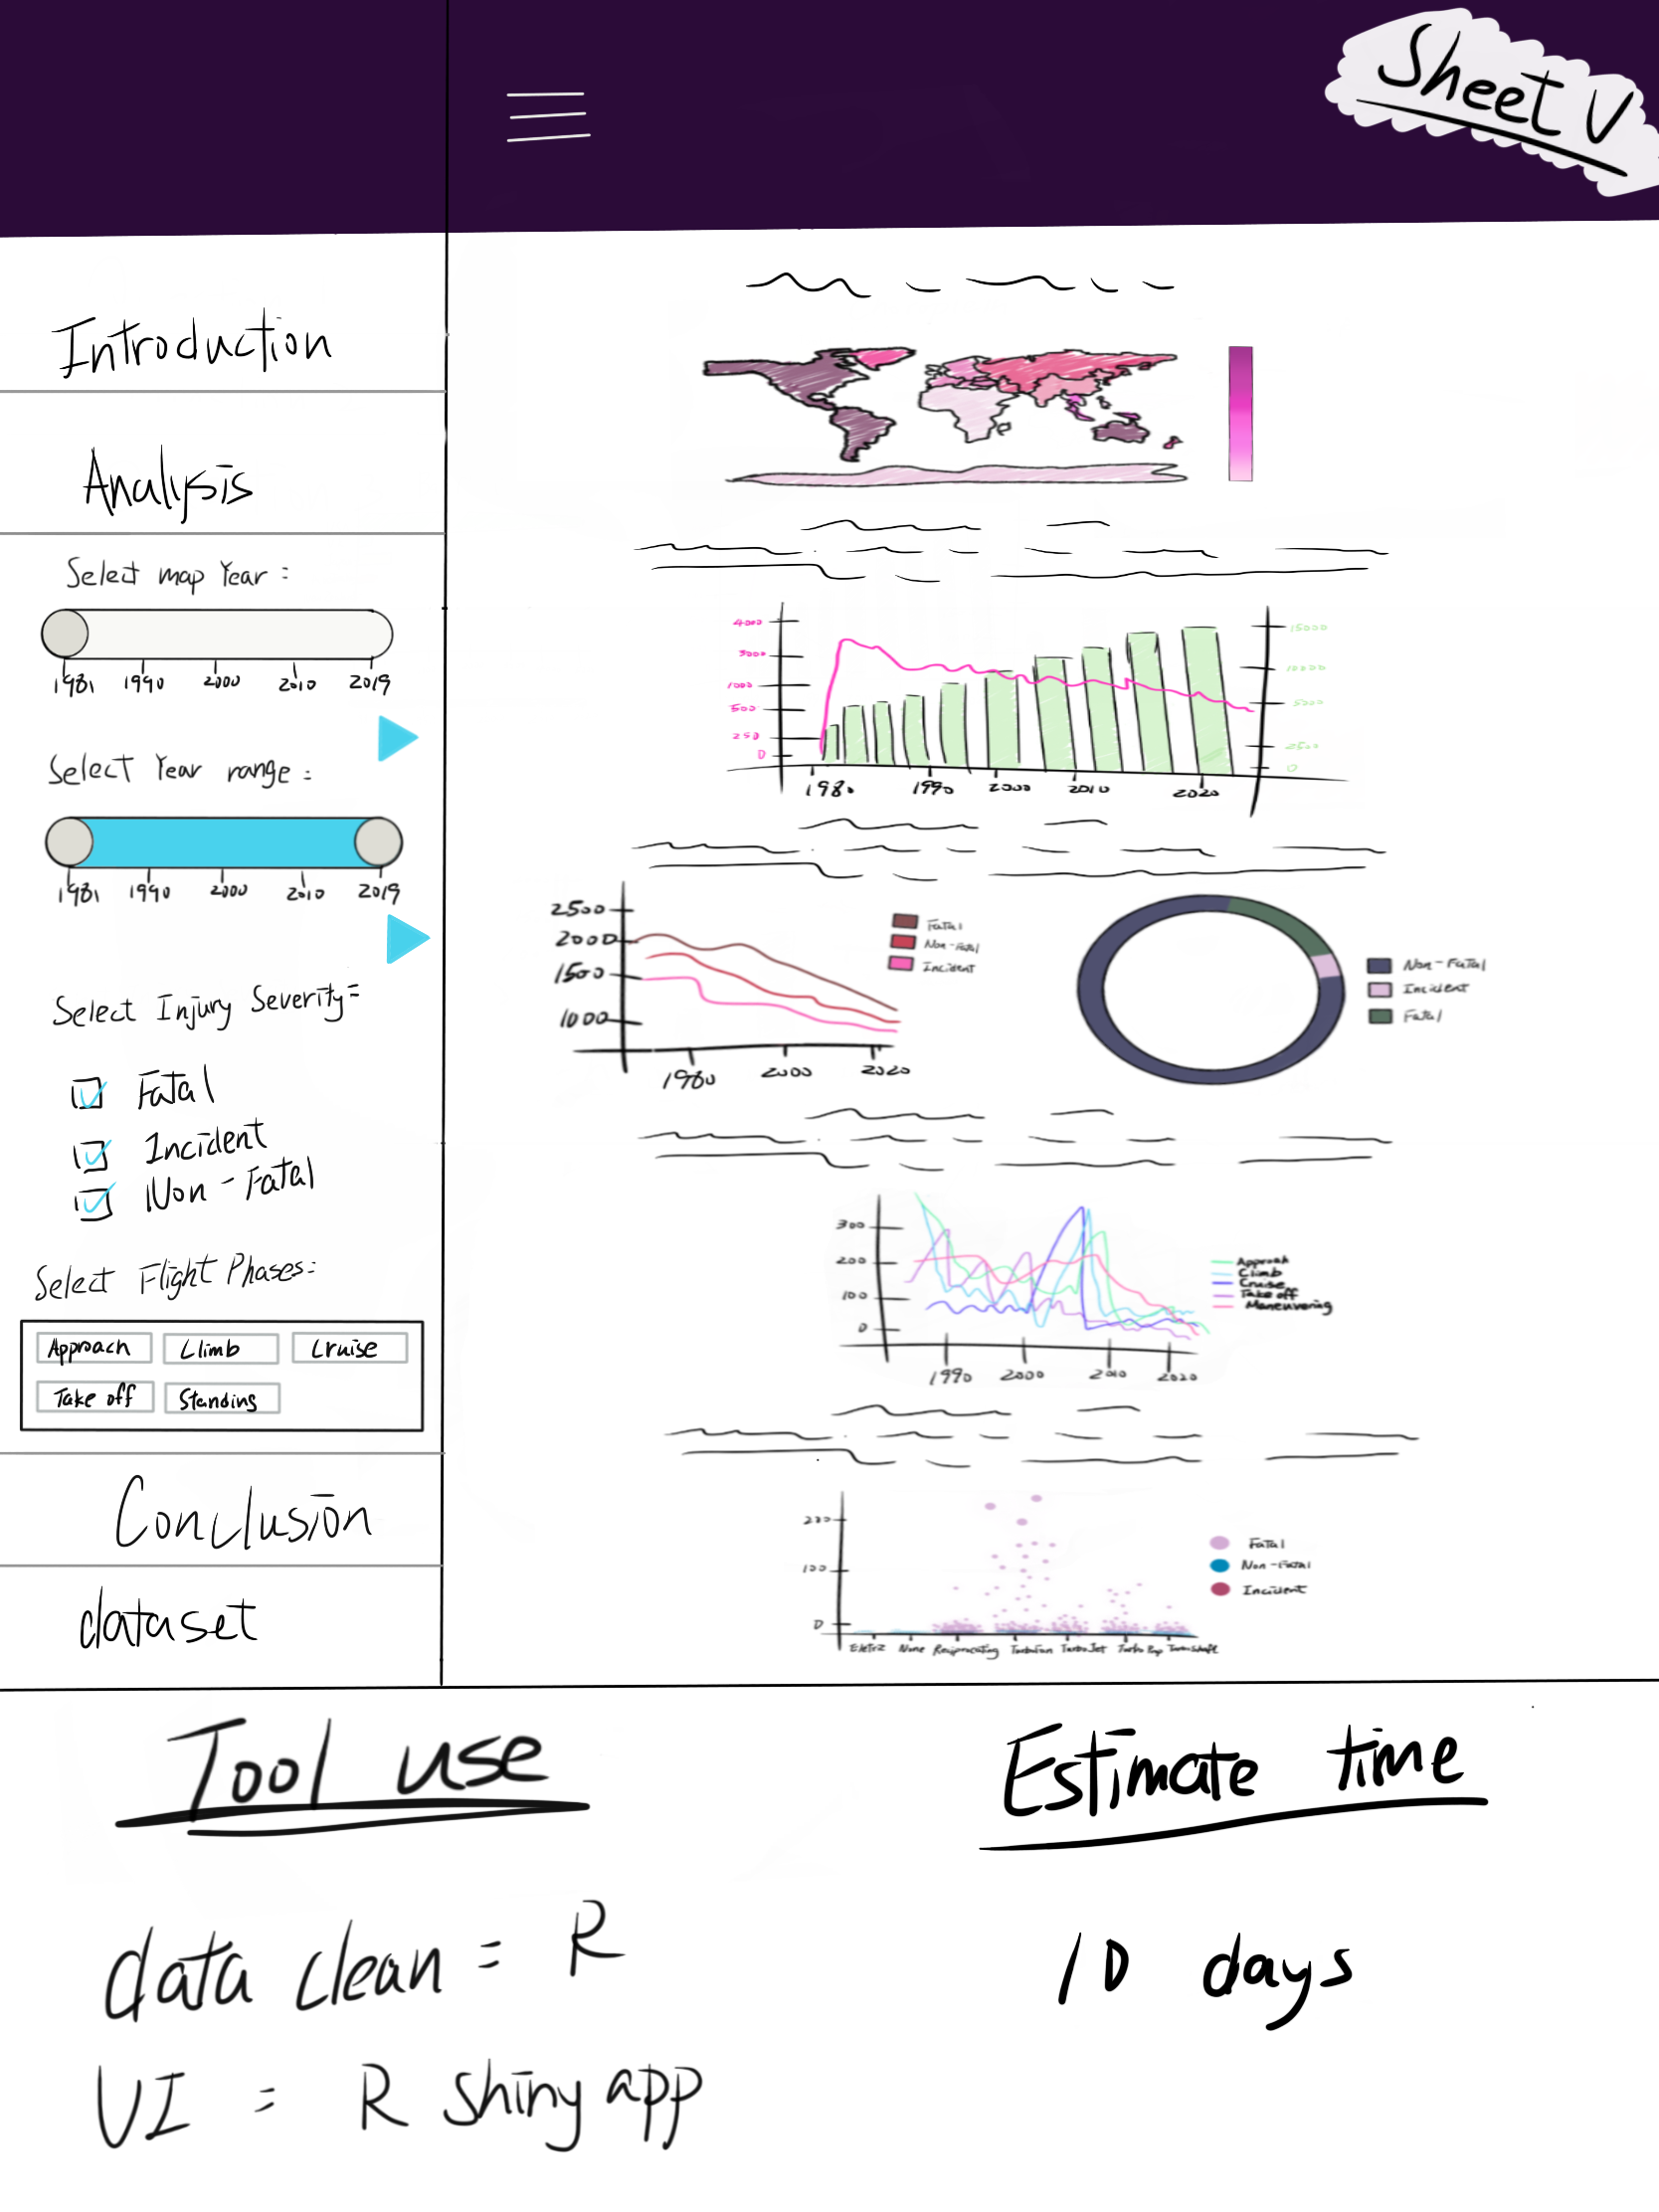 Sheet V
Introduction
Analysis
Select map Year :
1981 1990 2000 2010 2019
Select Year range :
1981 1990 2000 2010 2019
Select Injury Severity:
Fatal
Incident
Non-Fatal
Select Flight Phases:
Approach Climb Cruise
Take off Standing
Conclusion
dataset
4000
3000
1000
500
250
0
15000
10000
5000
2500
0
1980 1990 2000 2010 2020
2500
2000
1500
1000
1980 2000 2020
Fatal
Non-Fatal
Incident
Non-Fatal
Incident
Fatal
300
200
100
0
1990 2000 2010 2020
Approah
Climb
Cruise
Take off
Maneuvering
200
100
0
None Reciprocating TurboFan TurboJet Turbo Prop TurboShaft
Fatal
Non-Fatal
Incident
Tool use
data clean = R
UI = R shiny app
Estimate time
10 days